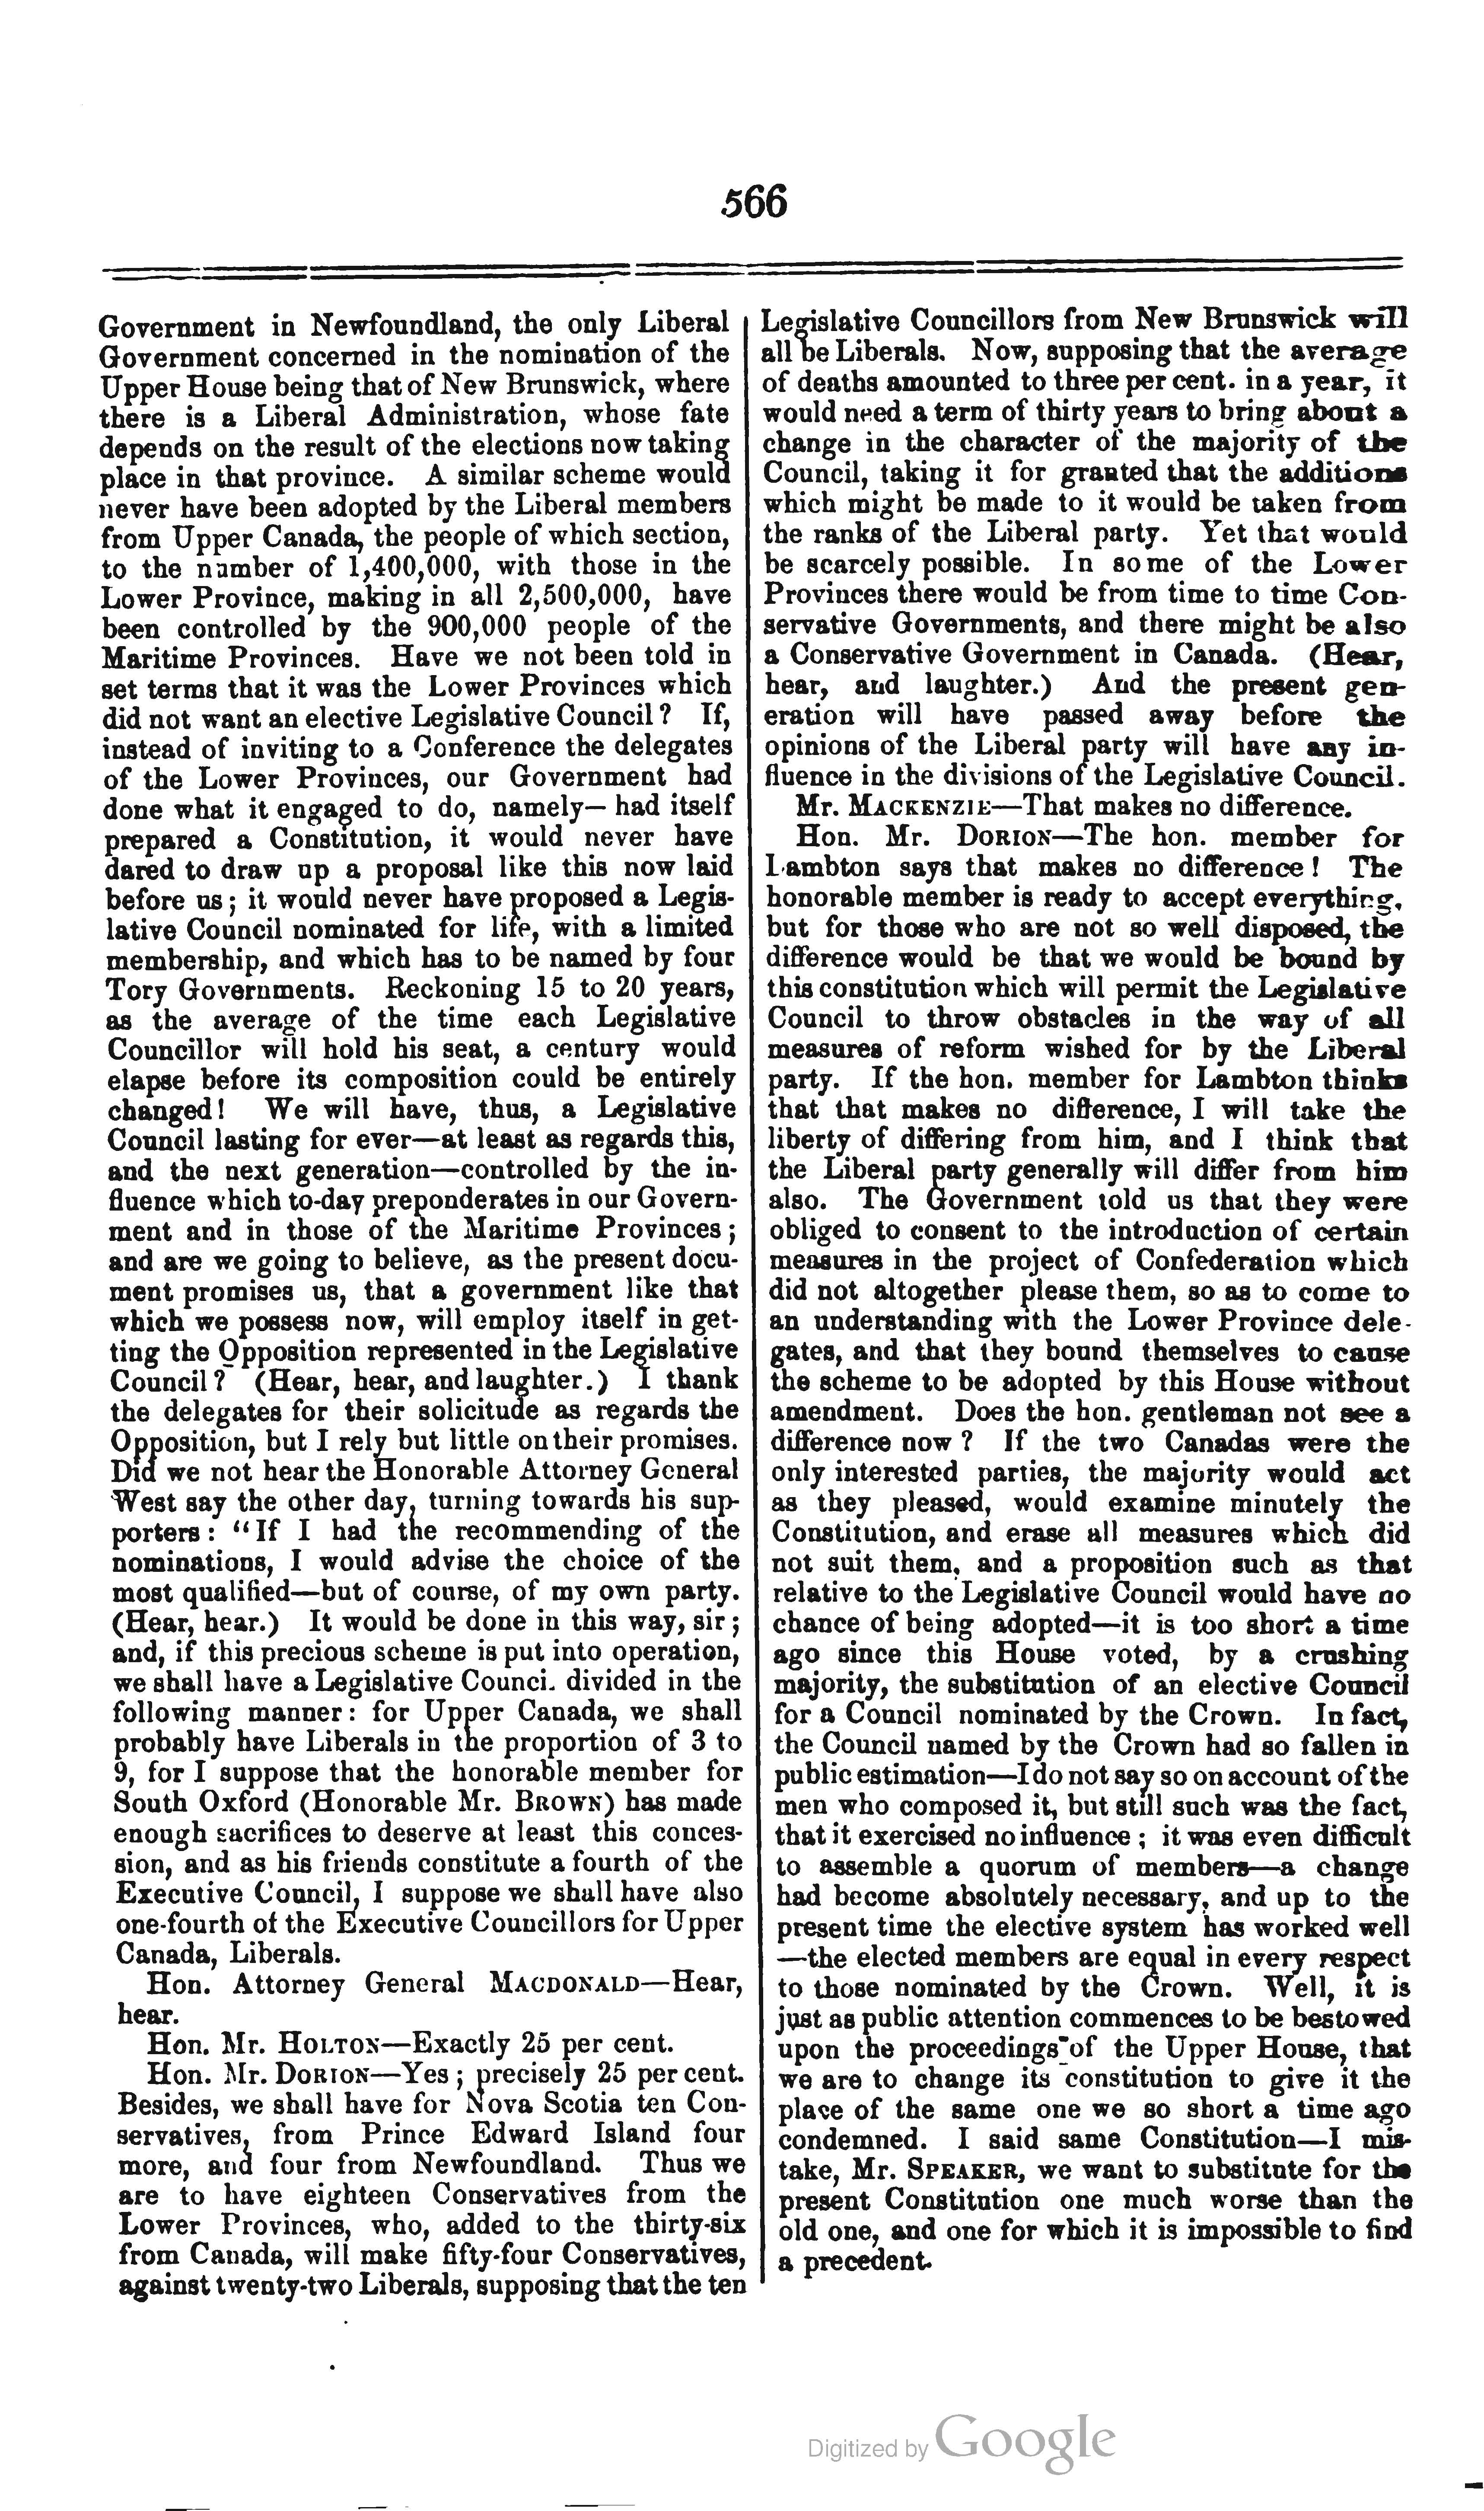 566
Government in Newfoundland, the only Liberal
Government concerned in the nomination of the
Upper House being that of New Brunswick, where
there is a Liberal Administration, whose fate
depends on the result of the elections now taking
place in that province. A similar scheme would
never have been adopted by the Liberal members
from Upper Canada, the people of which section,
to the number of 1,400,000, with those in the
Lower Province, making in all 2,500,000, have
been controlled by the 900,000 people of the
Maritime Provinces. Have we not been told in
set terms that it was the Lower Provinces which
did not want an elective Legislative Council? If,
instead of inviting to a Conference the delegates
of the Lower Provinces, our Government had
done what it engaged to do, namely— had itself
prepared a Constitution, it would never have
dared to draw up a proposal like this now laid
before us; it would never have proposed a Legis-
lative Council nominated for life, with a limited
membership, and which has to be named by four
Tory Governments. Reckoning 15 to 20 years,
as the average of the time each Legislative
Councillor will hold his seat, a century would
elapse before its composition could be entirely
changed! We will have, thus, a Legislative
Council lasting for ever—at least as regards this,
and the next generation—controlled by the in-
fluence which to-day preponderates in our Govern-
ment and in those of the Maritime Provinces;
and are we going to believe, as the present docu-
ment promises us, that a government like that
which we possess now, will employ itself in get-
ting the Opposition represented in the Legislative
Council? (Hear, hear, and laughter.) I thank
the delegates for their solicitude as regards the
Opposition, but I rely but little on their promises.
Did we not hear the Honorable Attorney General
West say the other day, turning towards his sup-
porters: "If I had the recommending of the
nominations, I would advise the choice of the
most qualified—but of course, of my own party.
(Hear, hear.) It would be done in this way, sir;
and, if this precious scheme is put into operation,
we shall have a Legislative Council divided in the
following manner: for Upper Canada, we shall
probably have Liberals in the proportion of 3 to
9, for I suppose that the honorable member for
South Oxford (Honorable Mr. BROWN) has made
enough sacrifices to deserve at least this conces-
sion, and as his friends constitute a fourth of the
Executive Council, I suppose we shall have also
one-fourth of the Executive Councillors for Upper
Canada, Liberals.
Hon. Attorney General MACDONALD—Hear,
hear.
Hon. Mr. HOLTON—Exactly 25 per cent.
Hon. Mr. DORION—Yes; precisely 25 per cent.
Besides, we shall have for Nova Scotia ten Con-
servatives, from Prince Edward Island four
more, and four from Newfoundland. Thus we
are to have eighteen Conservatives from the
Lower Provinces, who, added to the thirty-six
from Canada, will make fifty-four Conservatives,
against twenty-two Liberals, supposing that the ten
Legislative Councillors from New Brunswick will
all be Liberals. Now, supposing that the average
of deaths amounted to three per cent. in a year, it
would need a term of thirty years to bring about a
change in the character of the majority of the
Council, taking it for granted that the additions
which might be made to it would be taken from
the ranks of the Liberal party. Yet that would
be scarcely possible. In some of the Lower
Provinces there would be from time to time Con-
servative Governments, and there might be also
a Conservative Government in Canada. (Hear,
hear, and laughter.) And the present gen-
eration will have passed away before the
opinions of the Liberal party will have any in-
fluence in the divisions of the Legislative Council.
Mr. MACKENZIE—That makes no difference.
Hon. Mr. DORION—The hon. member for
Lambton says that makes no difference! The
honorable member is ready to accept everything,
but for those who are not so well disposed, the
difference would be that we would be bound by
this constitution which will permit the Legislative
Council to throw obstacles in the way of all
measures of reform wished for by the Liberal
party. If the hon. member for Lambton thinks
that that makes no difference, I will take the
liberty of differing from him, and I think that
the Liberal party generally will differ from him
also. The Government told us that they were
obliged to consent to the introduction of certain
measures in the project of Confederation which
did not altogether please them, so as to come to
an understanding with the Lower Province dele-
gates, and that they bound themselves to cause
the scheme to be adopted by this House without
amendment. Does the hon. gentleman not see a
difference now? If the two Canadas were the
only interested parties, the majority would act
as they pleased, would examine minutely the
Constitution, and erase all measures which did
not suit them, and a proposition such as that
relative to the Legislative Council would have no
chance of being adopted—it is too short a time
ago since this House voted, by a crushing
majority, the substitution of an elective Council
for a Council nominated by the Crown. In fact,
the Council named by the Crown had so fallen in
public estimation—I do not say so on account of the
men who composed it, but still such was the fact,
that it exercised no influence; it was even difficult
to assemble a quorum of members—a change
had become absolutely necessary, and up to the
present time the elective system has worked well
—the elected members are equal in every respect
to those nominated by the Crown. Well, it is
just as public attention commences to be bestowed
upon the proceedings of the Upper House, that
we are to change its constitution to give it the
place of the same one we so short a time ago
condemned. I said same Constitution—I mis-
take, Mr. SPEAKER, we want to substitute for the
present Constitution one much worse than the
old one, and one for which it is impossible to find
a precedent.
Digitized by Google